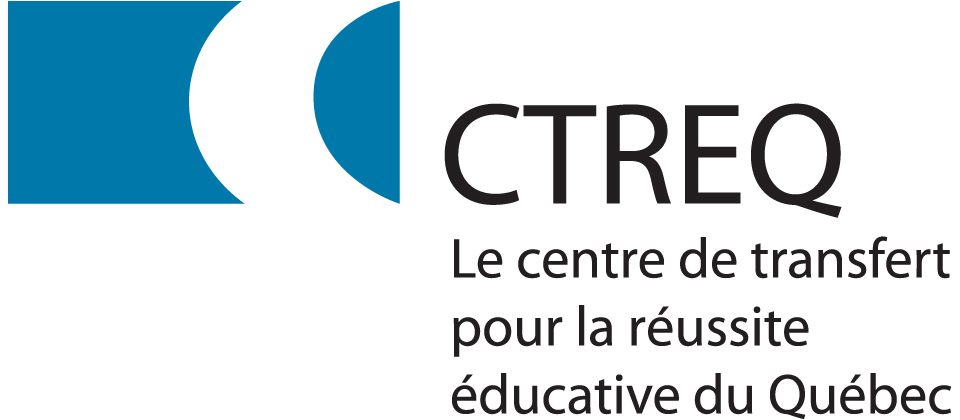 CTREQ
Le centre de transfert
pour la réussite
éducative du Québec